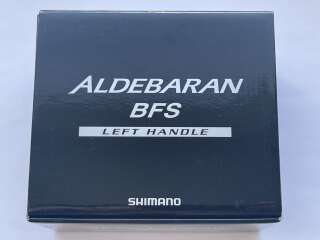 ALDEBARAN
BFS
LEFT HANDLE
SHIMANO